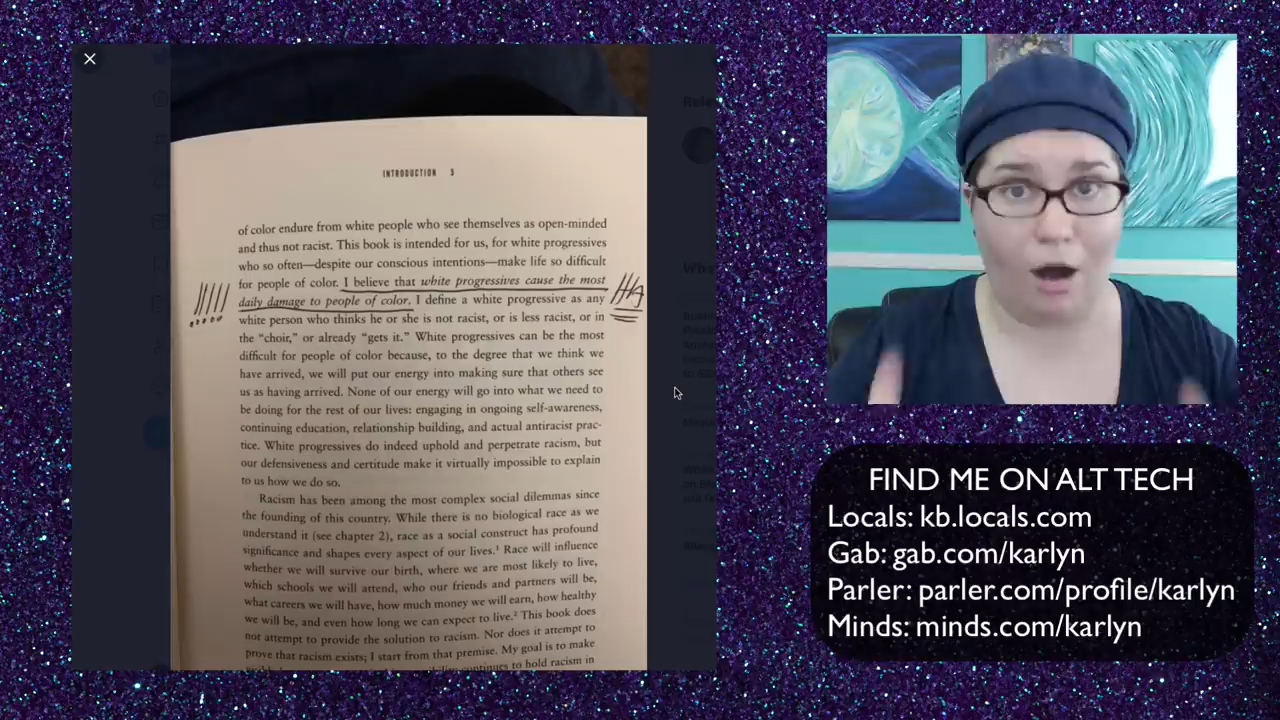 INTRODUCTION 5
of color endure from white people who see themselves as open-minded
and thus not racist. This book is intended for us, for white progressives
who so often—despite our conscious intentions—make life so difficult
for people of color. I believe that white progressives cause the most
daily damage to people of color. I define a white progressive as any
white person who thinks he or she is not racist, or is less racist, or in
the “choir,” or already “gets it.” White progressives can be the most
difficult for people of color because, to the degree that we think we
have arrived, we will put our energy into making sure that others see
us as having arrived. None of our energy will go into what we need to
be doing for the rest of our lives: engaging in ongoing self-awareness,
continuing education, relationship building, and actual antiracist prac-
tice. White progressives do indeed uphold and perpetrate racism, but
our defensiveness and certitude make it virtually impossible to explain
to us how we do so.
Racism has been among the most complex social dilemmas since
the founding of this country. While there is no biological race as we
understand it (see chapter 2), race as a social construct has profound
significance and shapes every aspect of our lives.¹ Race will influence
whether we will survive our birth, where we are most likely to live,
which schools we will attend, who our friends and partners will be,
what careers we will have, how much money we will earn, how healthy
we will be, and even how long we can expect to live.² This book does
not attempt to provide the solution to racism. Nor does it attempt to
prove that racism exists; I start from that premise. My goal is to make
continues to hold racism in
!!!!!
HA
FIND ME ON ALT TECH
Locals: kb.locals.com
Gab: gab.com/karlyn
Parler: parler.com/profile/karlyn
Minds: minds.com/karlyn